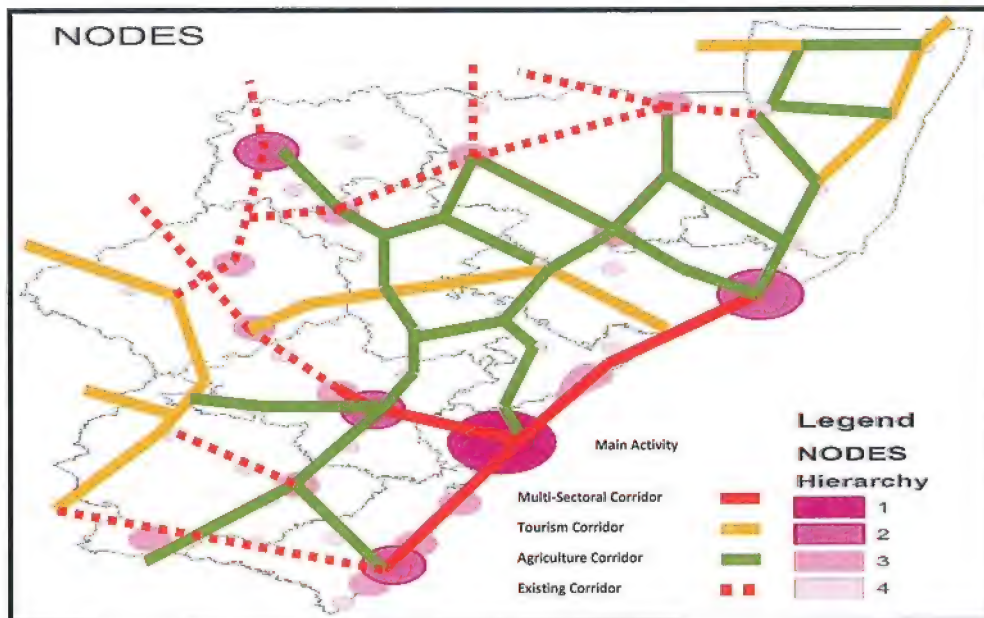 NODES
Main Activity
Multi-Sectoral Corridor
Tourism Corridor
Agriculture Corridor
Existing Corridor
Legend
NODES
Hierarchy
1
2
3
4